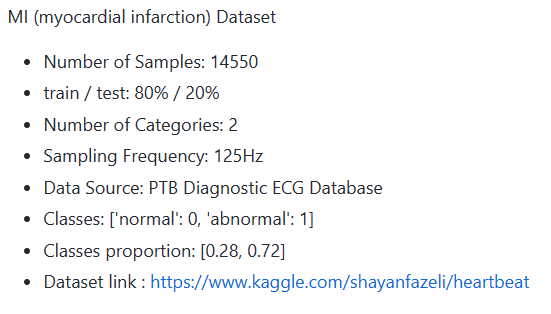 MI (myocardial infarction) Dataset
• Number of Samples: 14550
• train / test: 80% / 20%
• Number of Categories: 2
• Sampling Frequency: 125Hz
• Data Source: PTB Diagnostic ECG Database
• Classes: ['normal': 0, 'abnormal': 1]
• Classes proportion: [0.28, 0.72]
• Dataset link : https://www.kaggle.com/shayanfazeli/heartbeat